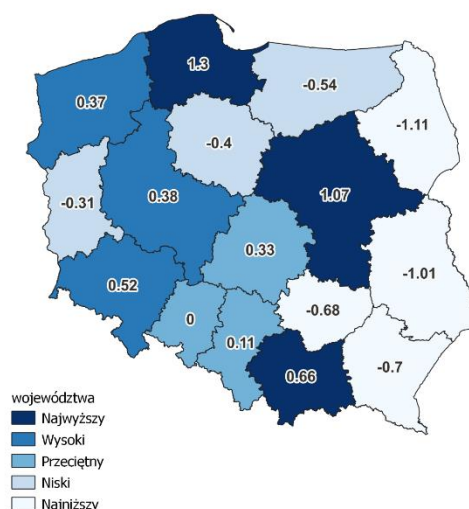 1.3
0.37
-0.54
-0.4
-1.11
-0.31
0.38
1.07
0.33
0.52
-1.01
0
-0.68
0.11
0.66
-0.7
województwa
Najwyższy
Wysoki
Przeciętny
Niski
Najniższy